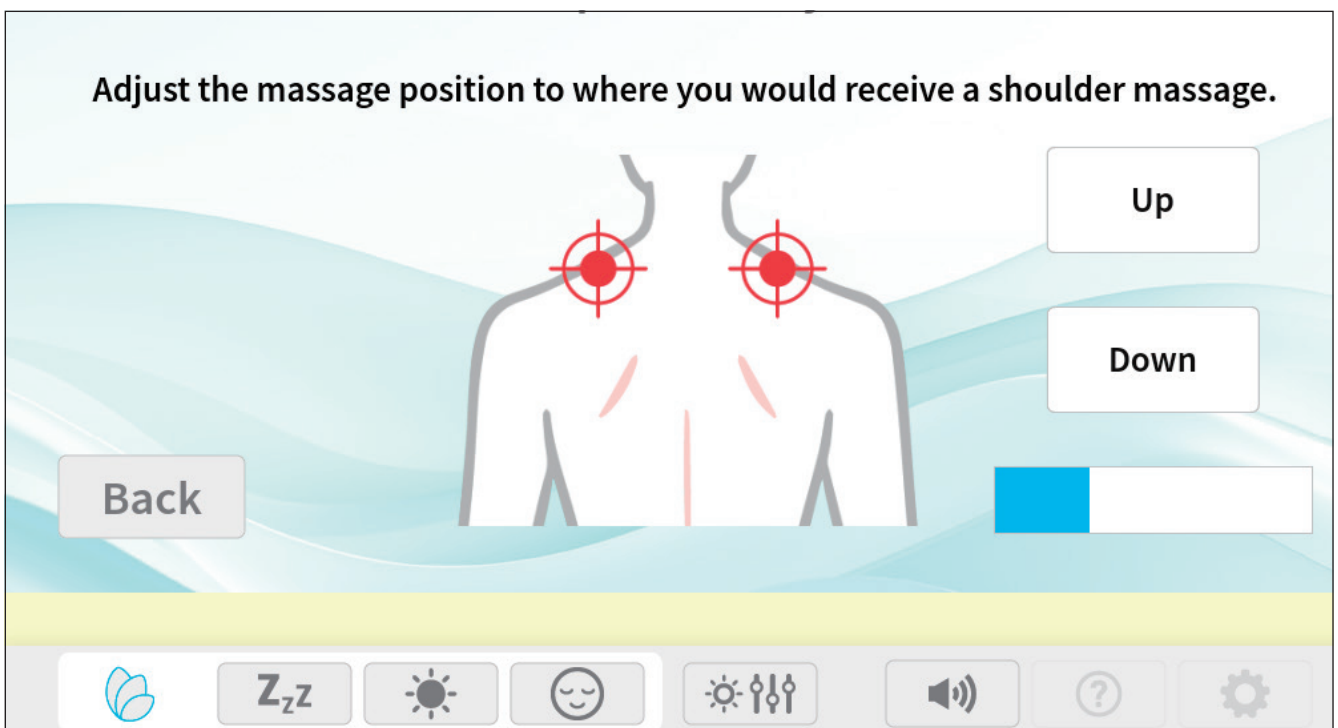 Adjust the massage position to where you would receive a shoulder massage.
Up
Down
Back
ZzZ
?